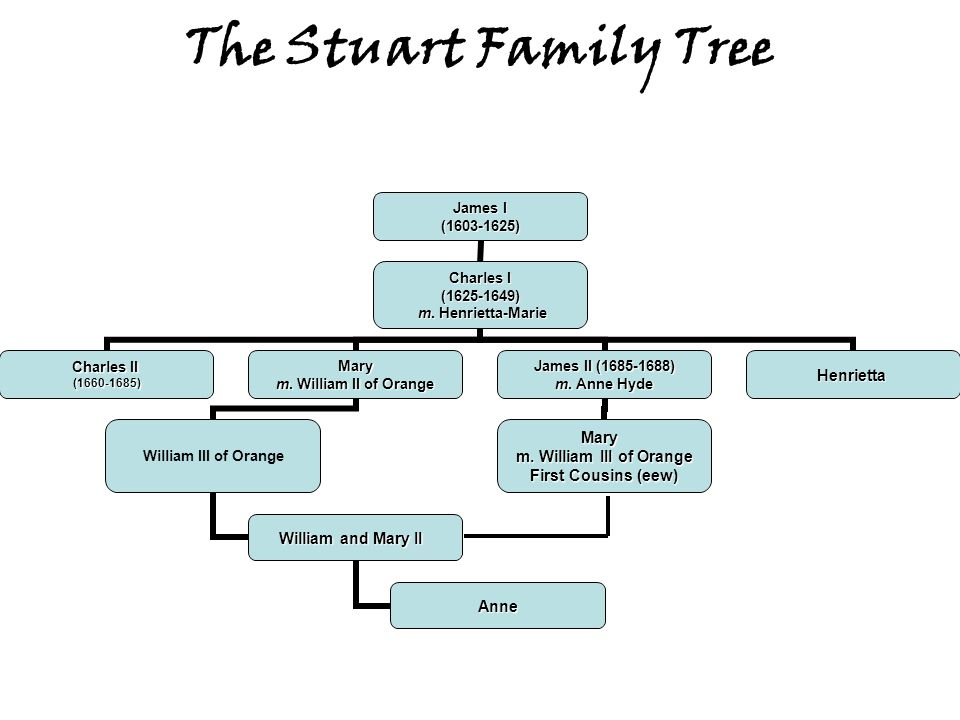 The Stuart Family Tree
James I
(1603-1625)
Charles I
(1625-1649)
m. Henrietta-Marie
Charles II
(1660-1685)
Mary
m. William II of Orange
James II (1685-1688)
m. Anne Hyde
Henrietta
William III of Orange
Mary
m. William III of Orange
First Cousins (eew)
William and Mary II
Anne